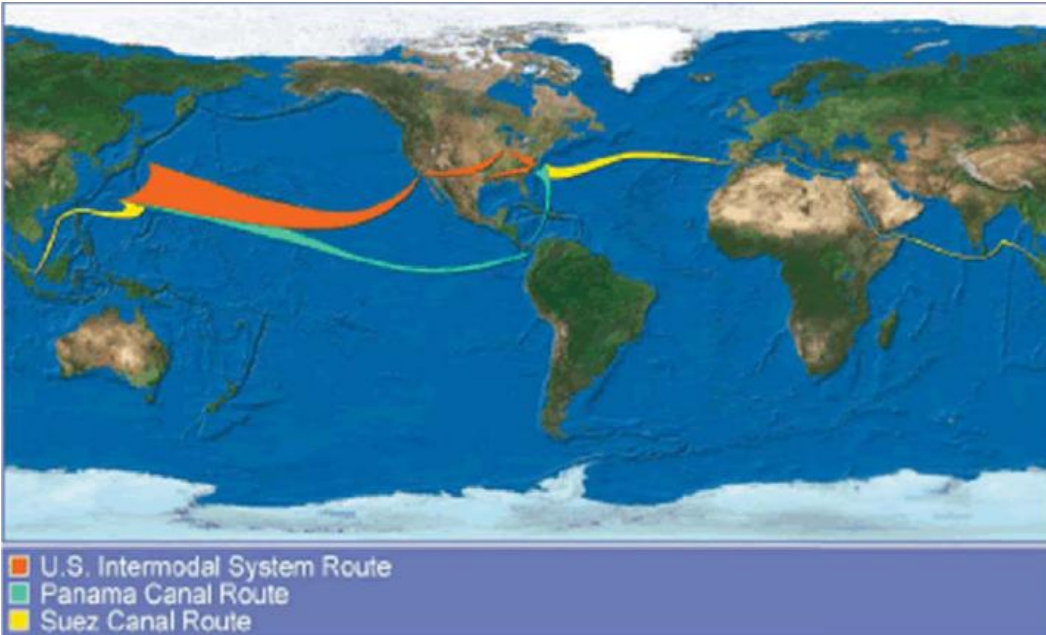 U.S. Intermodal System Route
Panama Canal Route
Suez Canal Route